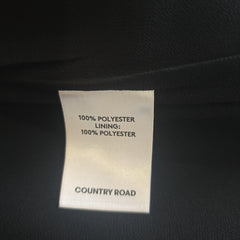 100% POLYESTER
LINING:
100% POLYESTER
COUNTRY ROAD